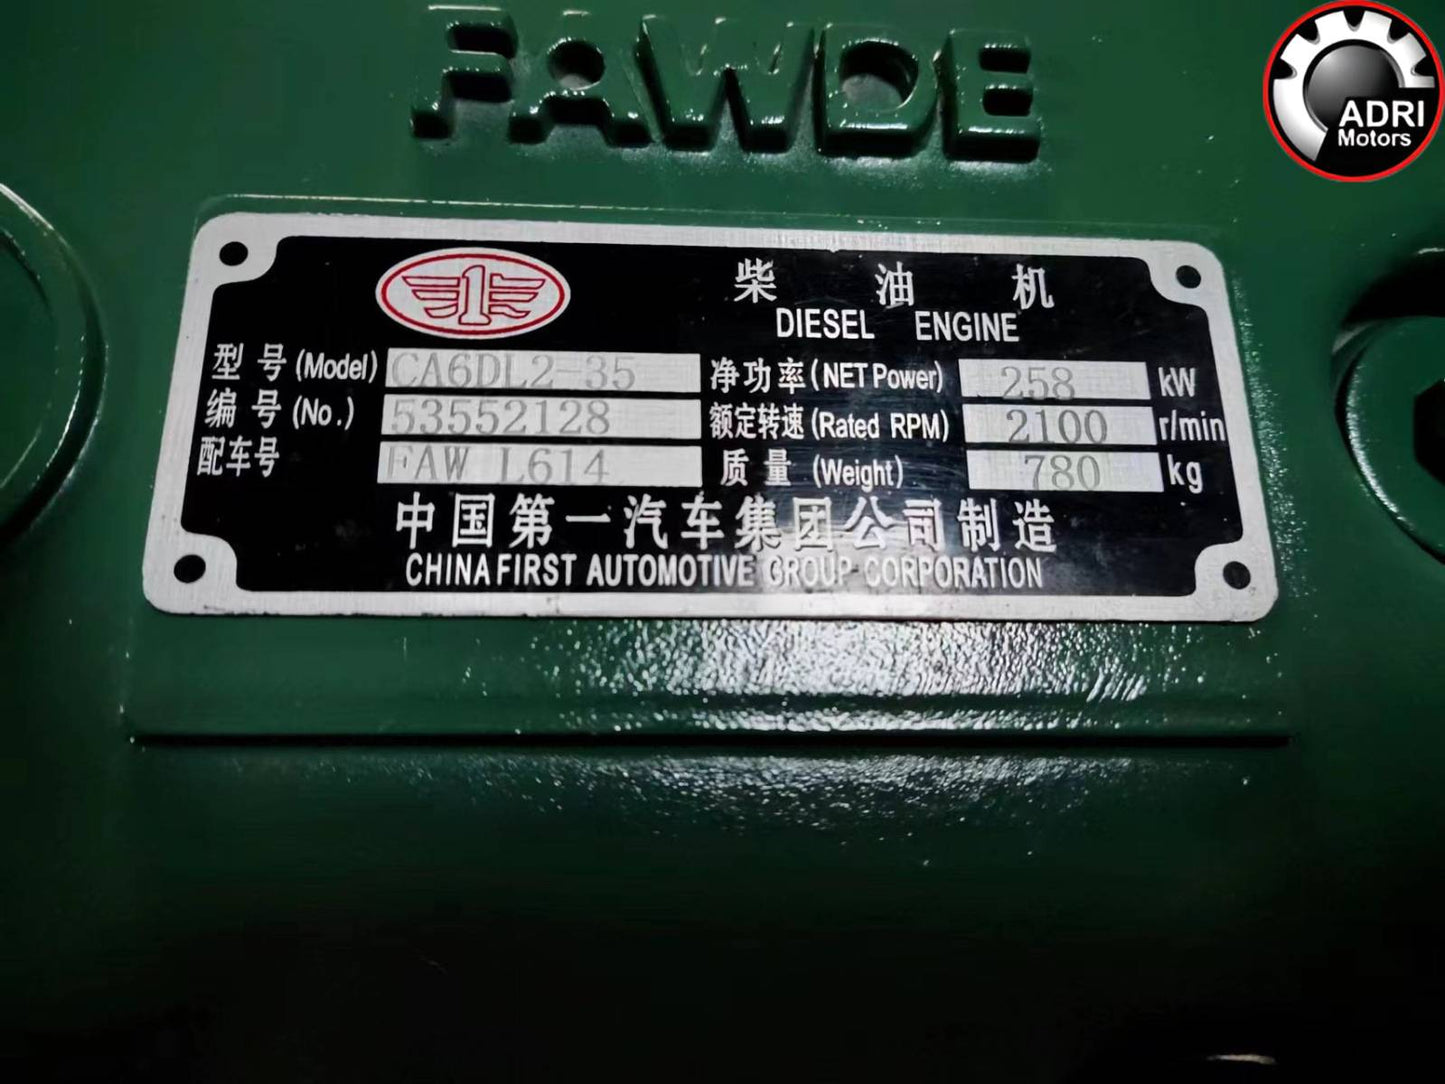 FAWDE
ADRI
Motors
柴油机
DIESEL ENGINE
型号(Model) CA6DL2-35 净功率(NET Power) 258 kW
编号(No.) 53552128 额定转速(Rated RPM) 2100 r/min
配车号 FAW L614 质量(Weight) 780 kg
中国第一汽车集团公司制造
CHINA FIRST AUTOMOTIVE GROUP CORPORATION